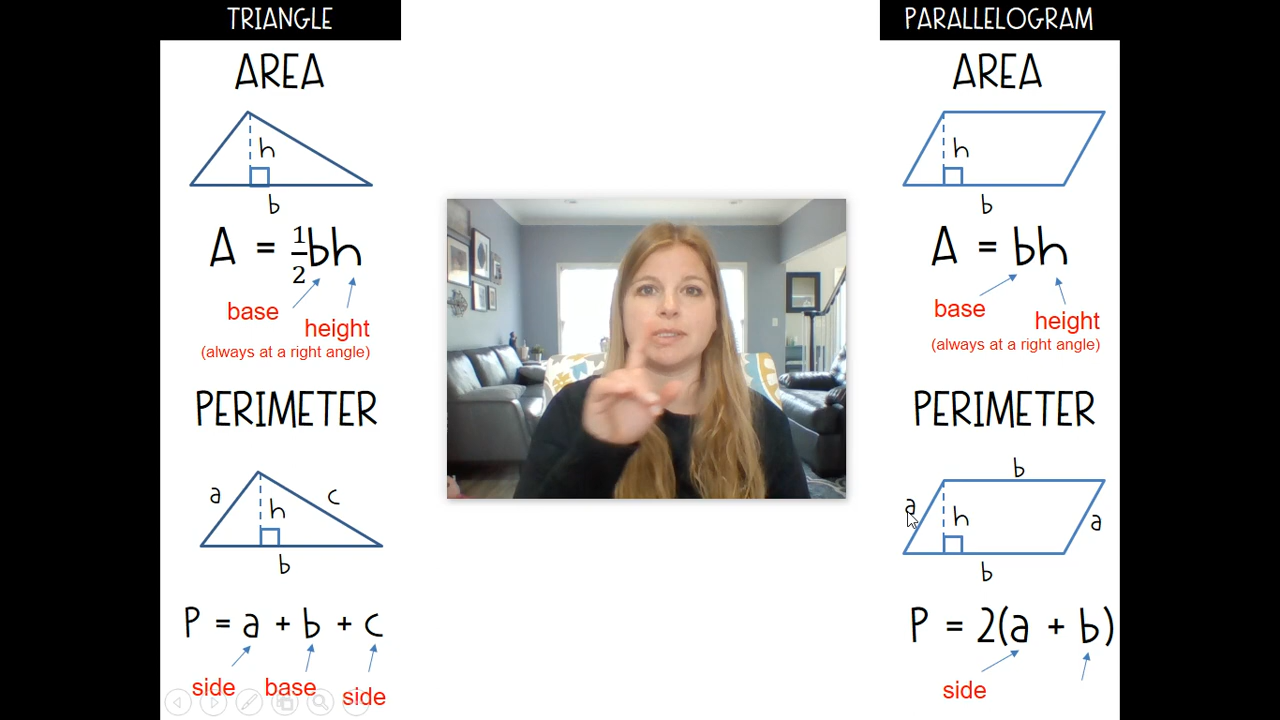 TRIANGLE
AREA
h
b
A = 1/2bh
base
height
(always at a right angle)
PERIMETER
a
c
h
b
P = a + b + c
side
base
side
PARALLELOGRAM
AREA
h
b
A = bh
base
height
(always at a right angle)
PERIMETER
b
a
h
a
b
P = 2(a + b)
side